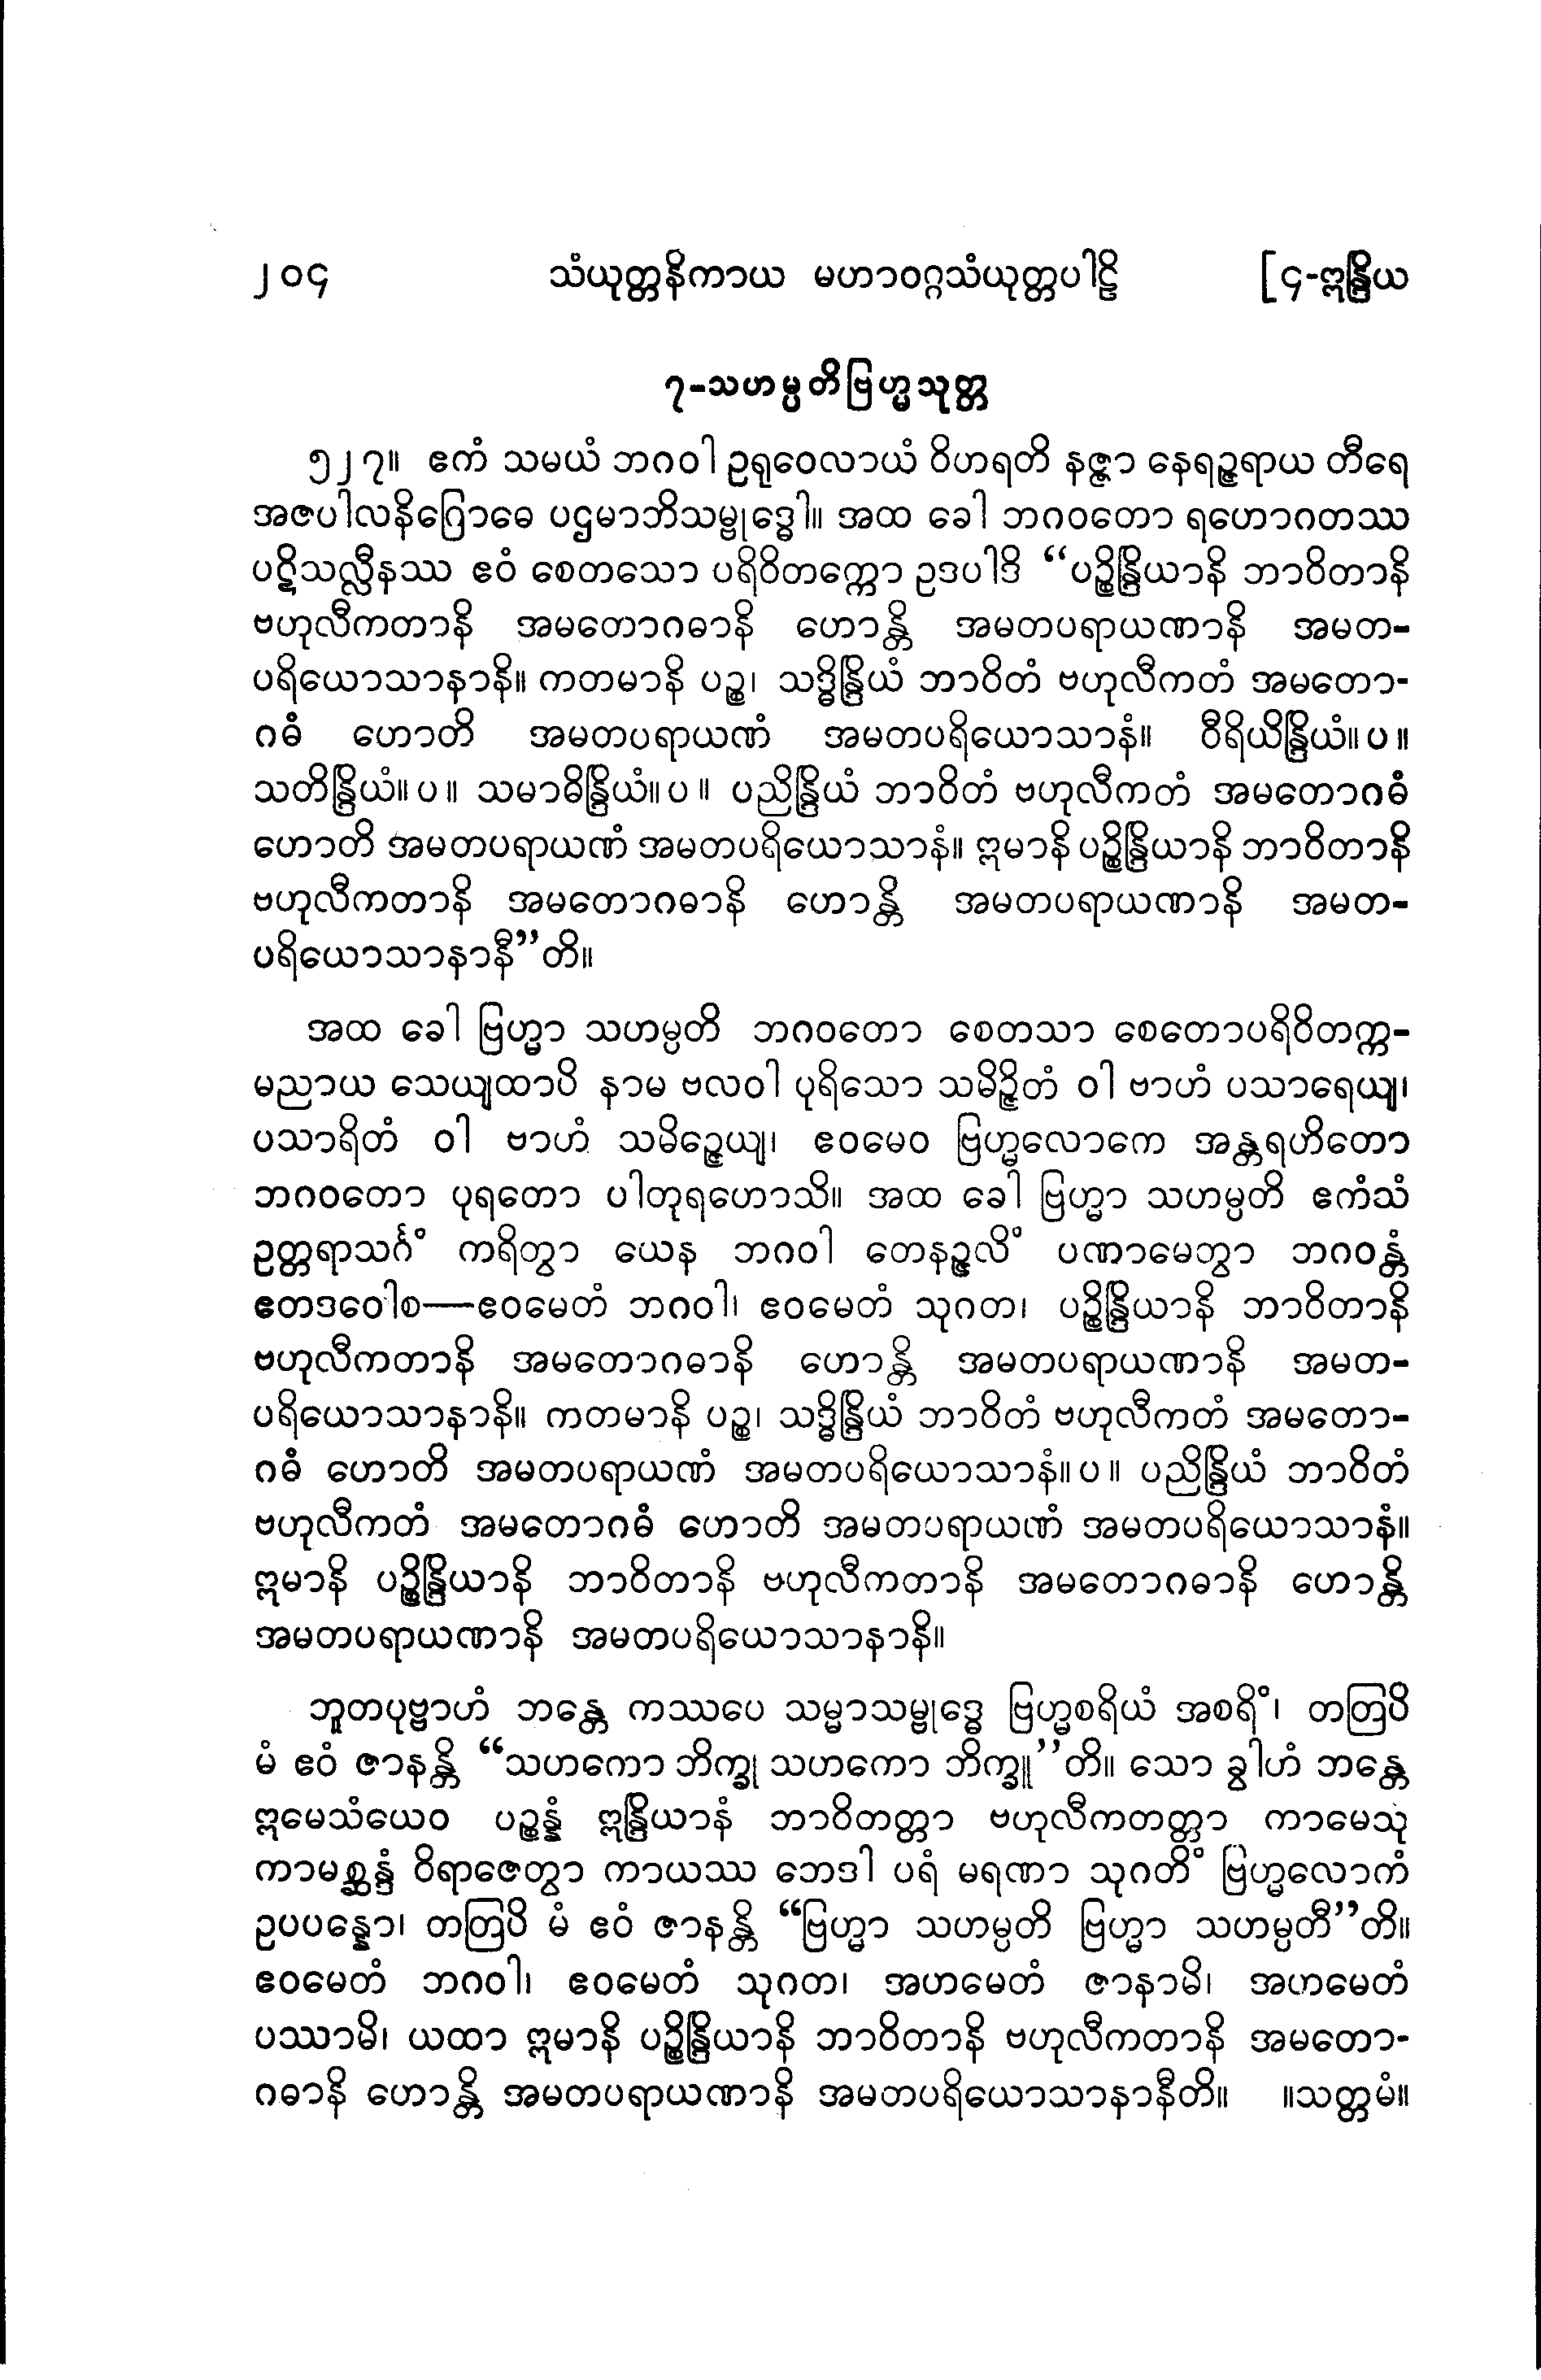 ၂၀၄ သံယုတ္တနိကာယ မဟာဝဂ္ဂသံယုတ္တပါဠိ [၄-ဣန္ဒြိယ
၇-သဟမ္ပတိဗြဟ္မသုတ္တ
၅၂၇။ ဧကံ သမယံ ဘဂဝါ ဥရုဝေလာယံ ဝိဟရတိ နဇ္ဇာ နေရဉ္ဇရာယ တီရေ
အဇပါလနိဂြောဓေ ပဌမာဘိသမ္ဗုဒ္ဓေါ။ အထ ခေါ ဘဂဝတော ရဟောဂတဿ
ပဋိသလ္လီနဿ ဧဝံ စေတသော ပရိဝိတက္ကော ဥဒပါဒိ “ပဉ္စိန္ဒြိယာနိ ဘာဝိတာနိ
ဗဟုလီကတာနိ အမတောဂဓာနိ ဟောန္တိ အမတပရာယဏာနိ အမတ-
ပရိယောသာနာနိ။ ကတမာနိ ပဉ္စ၊ သဒ္ဓိန္ဒြိယံ ဘာဝိတံ ဗဟုလီကတံ အမတော-
ဂဓံ ဟောတိ အမတပရာယဏံ အမတပရိယောသာနံ။ ဝီရိယိန္ဒြိယံ။ပ။
သတိန္ဒြိယံ။ပ။ သမာဓိန္ဒြိယံ။ပ။ ပညိန္ဒြိယံ ဘာဝိတံ ဗဟုလီကတံ အမတောဂဓံ
ဟောတိ အမတပရာယဏံ အမတပရိယောသာနံ။ ဣမာနိ ပဉ္စိန္ဒြိယာနိ ဘာဝိတာနိ
ဗဟုလီကတာနိ အမတောဂဓာနိ ဟောန္တိ အမတပရာယဏာနိ အမတ-
ပရိယောသာနာနီ”တိ။
အထ ခေါ ဗြဟ္မာ သဟမ္ပတိ ဘဂဝတော စေတသာ စေတောပရိဝိတက္က-
မညာယ သေယျထာပိ နာမ ဗလဝါ ပုရိသော သမိဉ္ဇိတံ ဝါ ဗာဟံ ပသာရေယျ၊
ပသာရိတံ ဝါ ဗာဟံ သမိဉ္ဇေယျ၊ ဧဝမေဝ ဗြဟ္မလောကေ အန္တရဟိတော
ဘဂဝတော ပုရတော ပါတုရဟောသိ။ အထ ခေါ ဗြဟ္မာ သဟမ္ပတိ ဧကံသံ
ဥတ္တရာသင်္ဂံ ကရိတွာ ယေန ဘဂဝါ တေနဉ္ဇလိံ ပဏာမေတွာ ဘဂဝန္တံ
ဧတဒဝေါစ—ဧဝမေတံ ဘဂဝါ၊ ဧဝမေတံ သုဂတ၊ ပဉ္စိန္ဒြိယာနိ ဘာဝိတာနိ
ဗဟုလီကတာနိ အမတောဂဓာနိ ဟောန္တိ အမတပရာယဏာနိ အမတ-
ပရိယောသာနာနိ။ ကတမာနိ ပဉ္စ၊ သဒ္ဓိန္ဒြိယံ ဘာဝိတံ ဗဟုလီကတံ အမတော-
ဂဓံ ဟောတိ အမတပရာယဏံ အမတပရိယောသာနံ။ပ။ ပညိန္ဒြိယံ ဘာဝိတံ
ဗဟုလီကတံ အမတောဂဓံ ဟောတိ အမတပရာယဏံ အမတပရိယောသာနံ။
ဣမာနိ ပဉ္စိန္ဒြိယာနိ ဘာဝိတာနိ ဗဟုလီကတာနိ အမတောဂဓာနိ ဟောန္တိ
အမတပရာယဏာနိ အမတပရိယောသာနာနိ။
ဘူတပုဗ္ဗာဟံ ဘန္တေ ကဿပေ သမ္မာသမ္ဗုဒ္ဓေ ဗြဟ္မစရိယံ အစရိံ၊ တတြပိ
မံ ဧဝံ ဇာနန္တိ “သဟကော ဘိက္ခု သဟကော ဘိက္ခူ”တိ။ သော ခွါဟံ ဘန္တေ
ဣမေသံယေဝ ပဉ္စန္နံ ဣန္ဒြိယာနံ ဘာဝိတတ္တာ ဗဟုလီကတတ္တာ ကာမေသု
ကာမစ္ဆန္ဒံ ဝိရာဇေတွာ ကာယဿ ဘေဒါ ပရံ မရဏာ သုဂတိံ ဗြဟ္မလောကံ
ဥပပန္နော၊ တတြပိ မံ ဧဝံ ဇာနန္တိ “ဗြဟ္မာ သဟမ္ပတိ ဗြဟ္မာ သဟမ္ပတီ”တိ။
ဧဝမေတံ ဘဂဝါ၊ ဧဝမေတံ သုဂတ၊ အဟမေတံ ဇာနာမိ၊ အဟမေတံ
ပဿာမိ၊ ယထာ ဣမာနိ ပဉ္စိန္ဒြိယာနိ ဘာဝိတာနိ ဗဟုလီကတာနိ အမတော-
ဂဓာနိ ဟောန္တိ အမတပရာယဏာနိ အမတပရိယောသာနာနီတိ။ ။သတ္တမံ။